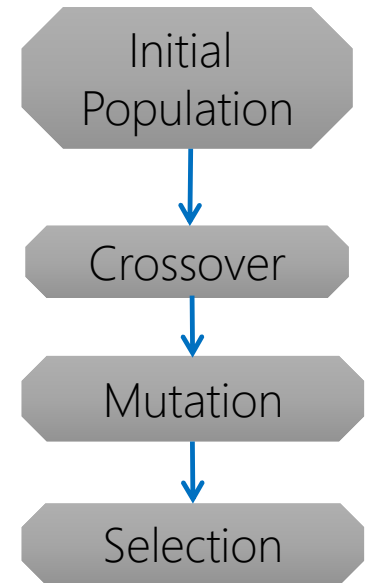 Initial
Population
Crossover
Mutation
Selection